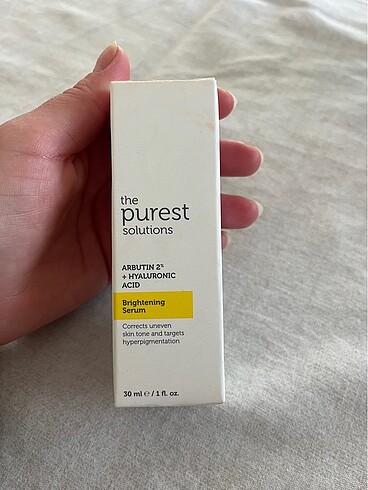 the
purest
solutions
ARBUTIN 2%
+ HYALURONIC
ACID
Brightening
Serum
Corrects uneven
skin tone and targets
hyperpigmentation
30 ml ℮ / 1 fl. oz.